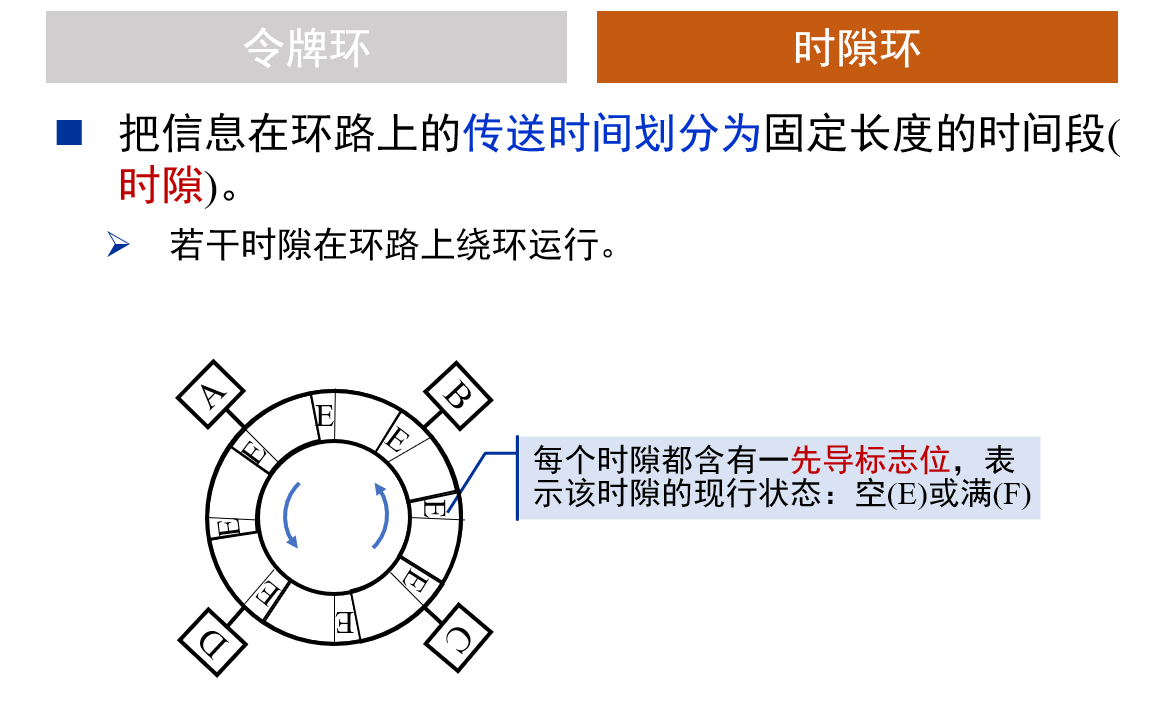 令牌环
时隙环
把信息在环路上的传送时间划分为固定长度的时间段(
时隙)。
若干时隙在环路上绕环运行。
A
B
E
E
E
每个时隙都含有一先导标志位，表
示该时隙的现行状态：空(E)或满(F)
E
E
E
E
E
D
C